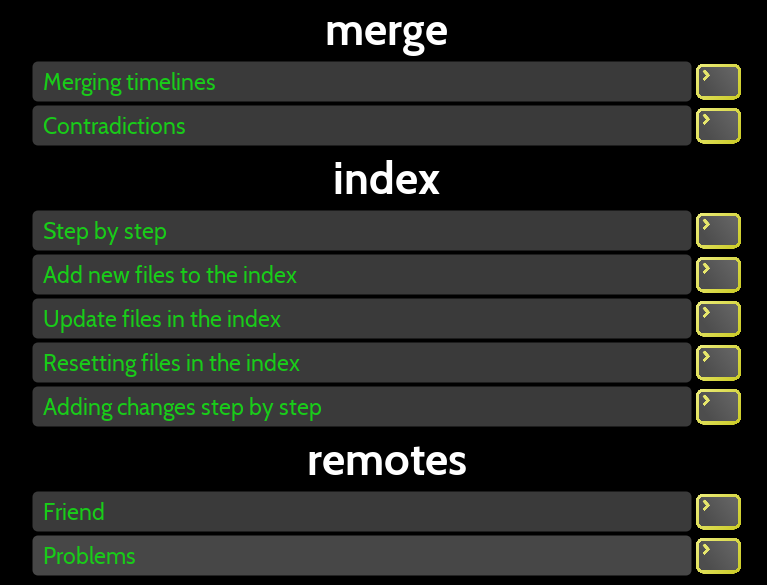 merge
Merging timelines
Contradictions
index
Step by step
Add new files to the index
Update files in the index
Resetting files in the index
Adding changes step by step
remotes
Friend
Problems